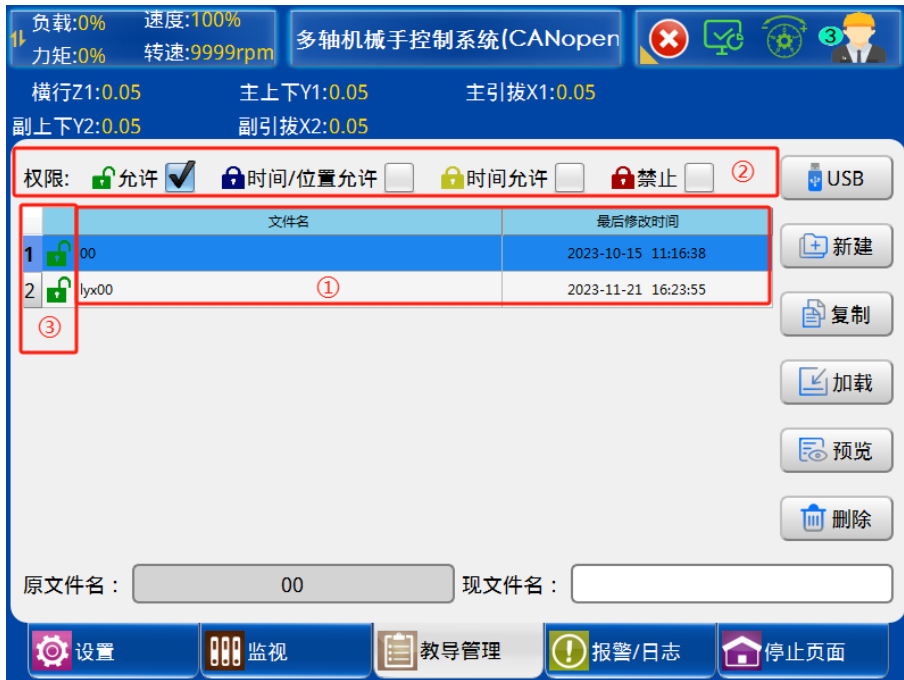 负载:0% 速度:100%
力矩:0% 转速:9999rpm
多轴机械手控制系统(CANopen
3
横行Z1:0.05 主上下Y1:0.05 主引拔X1:0.05
副上下Y2:0.05 副引拔X2:0.05
权限: 允许 时间/位置允许 时间允许 禁止 ②
USB
文件名 最后修改时间
1 00 2023-10-15 11:16:38
新建
2 lyx00 ① 2023-11-21 16:23:55
③
复制
加载
预览
删除
原文件名： 00 现文件名：
设置 监视 教导管理 报警/日志 停止页面